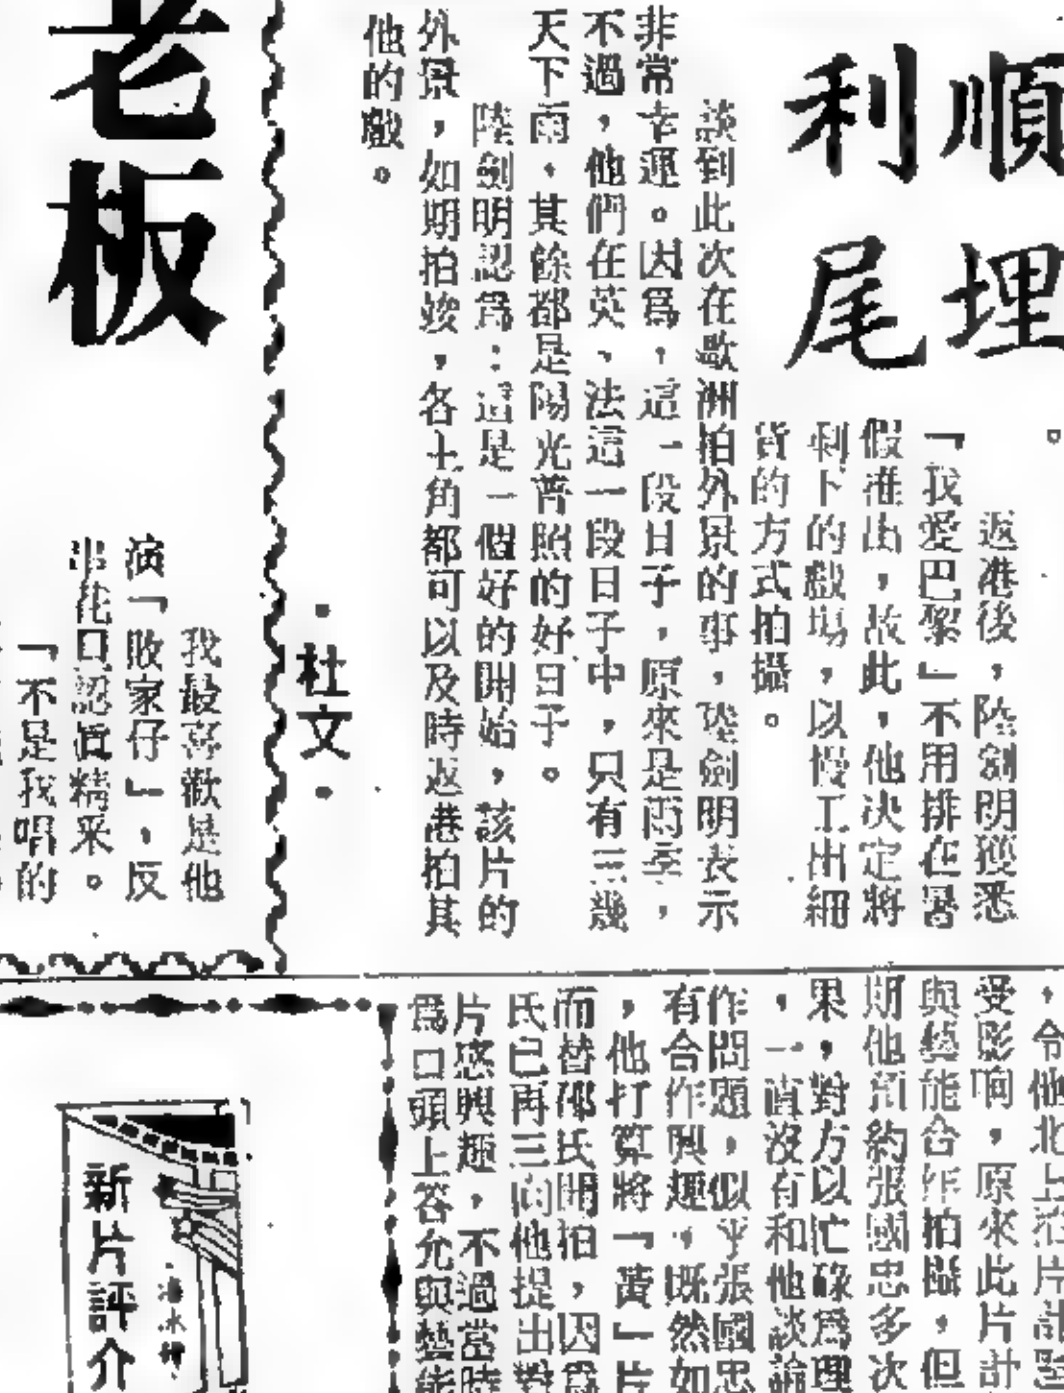 順利
埋尾
。
返港後，陸劍明獲悉
「我愛巴黎」不用排在暑
假推出，故此，他決定將
剩下的戲場，以慢工出細
貨的方式拍攝。
談到此次在歐洲拍外景的事，陸劍明表示
非常幸運。因爲，這一段日子，原來是雨季，
不過，他們在英、法這一段日子中，只有三幾
天下雨，其餘都是陽光普照的好日子。
陸劍明認爲：這是一個好的開始，該片的
外景，如期拍竣，各主角都可以及時返港拍其
他的戲。
老板
•杜文•
我最喜歡是他
演「敗家仔」，反
串花旦認眞精采。
「不是我唱的
，令他北上
受影响，原來此片計
與藝能合作拍攝，但
期他預約張國忠多次
果，對方以忙碌爲理
，一直沒有和他談論
作問題，似乎張國忠
有合作興趣，既然如
，他打算將「黃」片
而替邵氏開拍，因爲
氏已再三向他提出對
片感興趣，不過當時
爲口頭上答允與藝能
新片評介